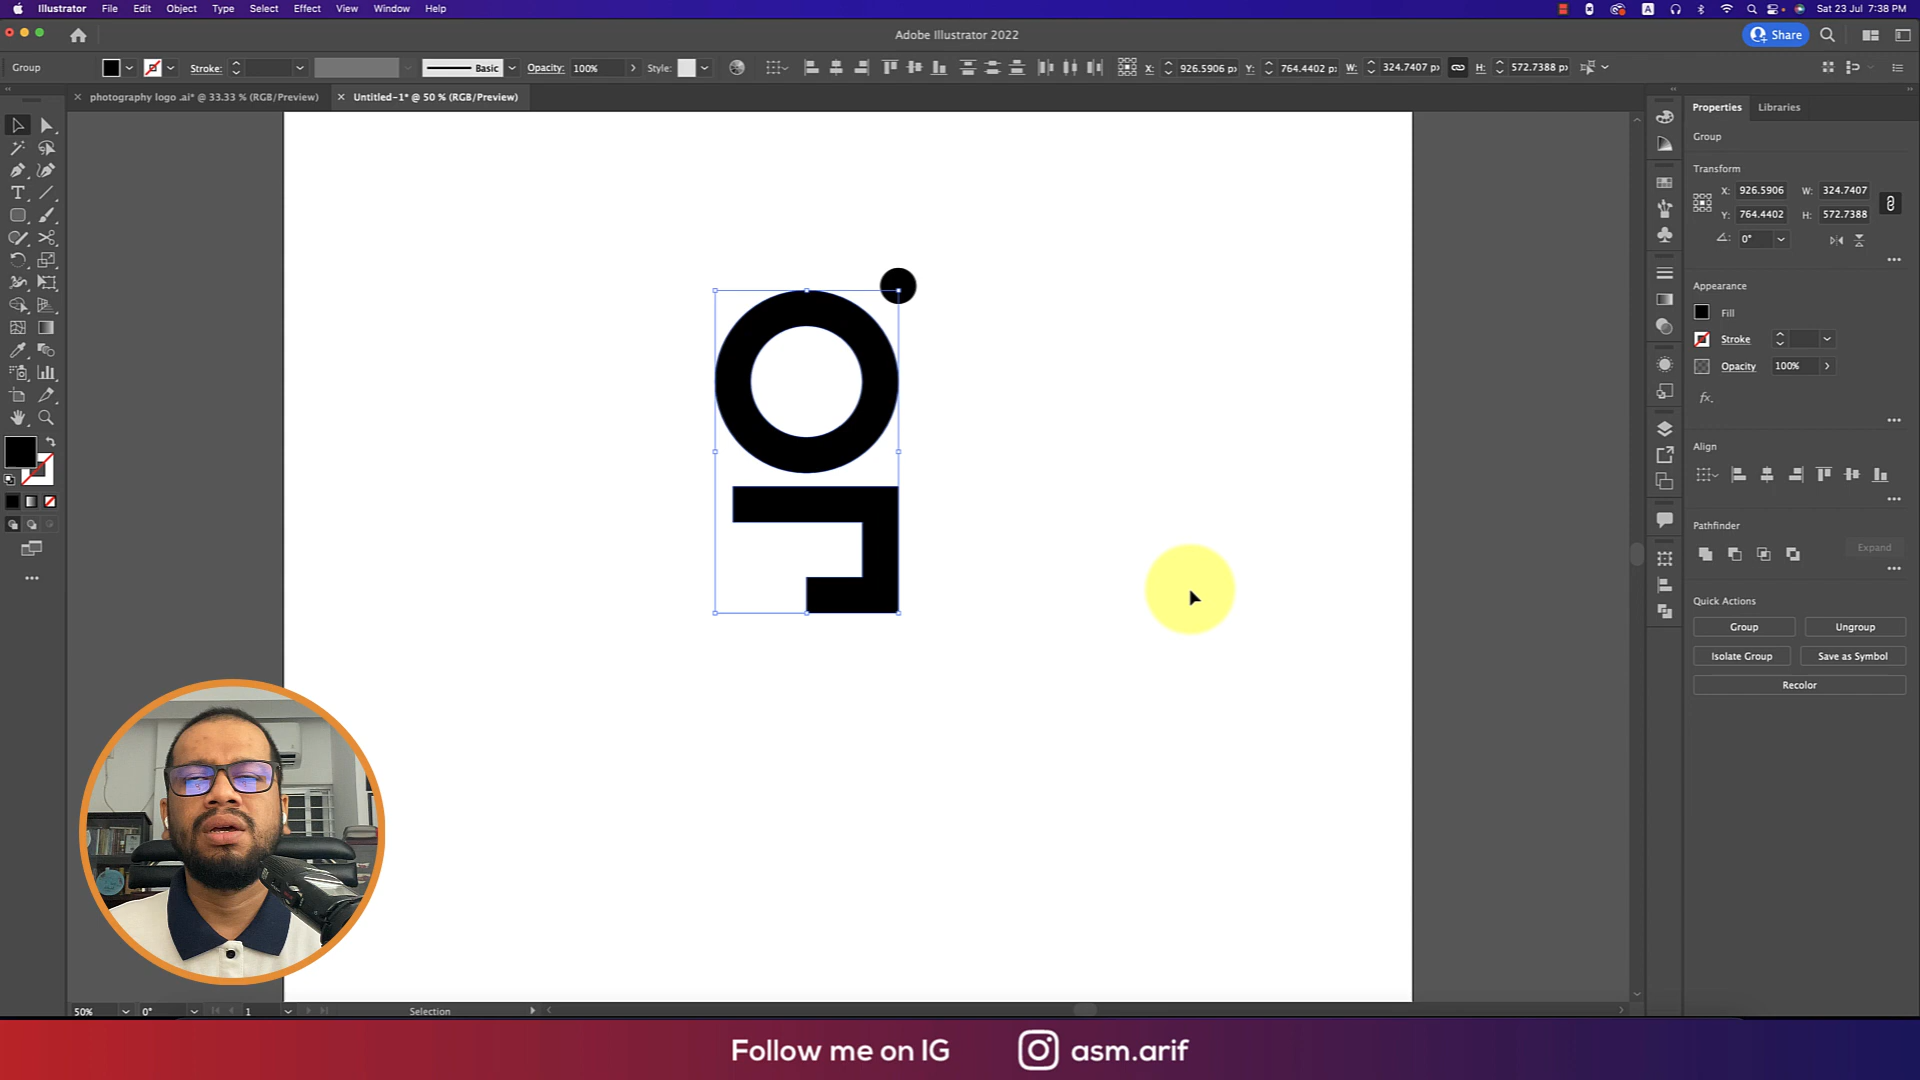 Illustrator File Edit Object Type Select Effect View Window Help
A Sat 23 Jul 7:38 PM
Adobe Illustrator 2022
Share
Group Stroke: Basic Opacity: 100% Style: X: 926.5906 px Y: 764.4402 px W: 324.7407 px H: 572.7388 px
photography logo .ai* @ 33.33 % (RGB/Preview) Untitled-1* @ 50 % (RGB/Preview)
Properties Libraries
Group
Transform
X: 926.5906 W: 324.7407
Y: 764.4402 H: 572.7388
0°
Appearance
Fill
Stroke
Opacity 100%
fx.
Align
Pathfinder
Expand
Quick Actions
Group Ungroup
Isolate Group Save as Symbol
Recolor
50% 0° 1 Selection
Follow me on IG asm.arif